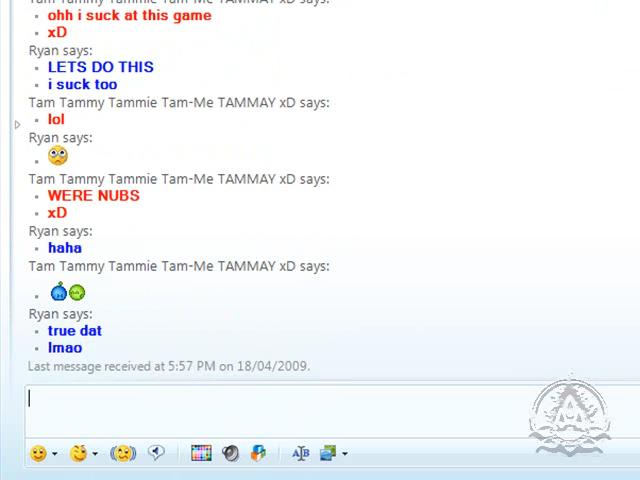 Tam Tammy Tammie Tam-Me TAMMAY xD says:
ohh i suck at this game
xD
Ryan says:
LETS DO THIS
i suck too
Tam Tammy Tammie Tam-Me TAMMAY xD says:
lol
Ryan says:
Tam Tammy Tammie Tam-Me TAMMAY xD says:
WERE NUBS
xD
Ryan says:
haha
Tam Tammy Tammie Tam-Me TAMMAY xD says:
Ryan says:
true dat
lmao
Last message received at 5:57 PM on 18/04/2009.
AB